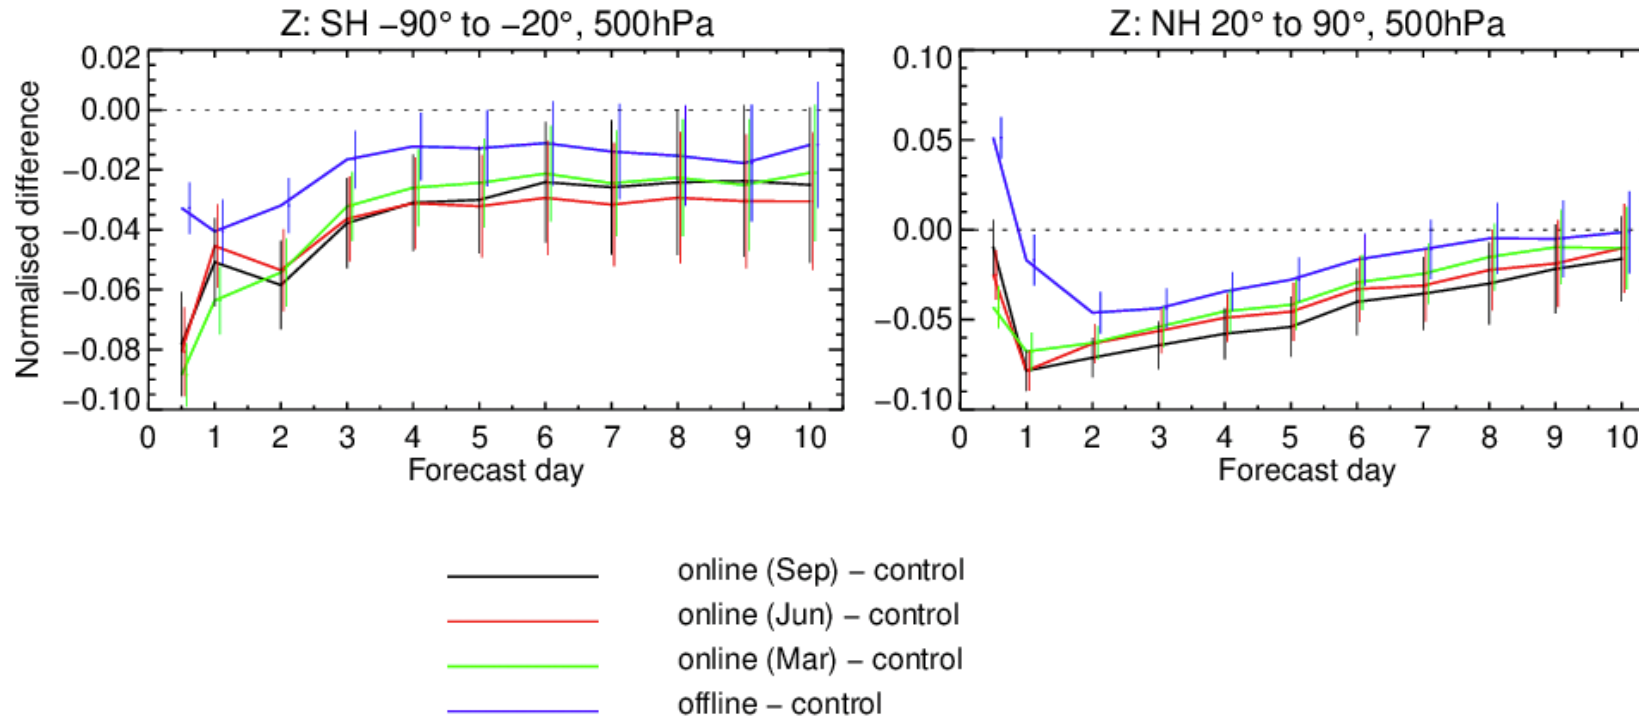 Z: SH −90° to −20°, 500hPa
Z: NH 20° to 90°, 500hPa
Normalised difference
0.02
0.00
−0.02
−0.04
−0.06
−0.08
−0.10
0 1 2 3 4 5 6 7 8 9 10
Forecast day
0.10
0.05
0.00
−0.05
−0.10
0 1 2 3 4 5 6 7 8 9 10
Forecast day
online (Sep) − control
online (Jun) − control
online (Mar) − control
offline − control